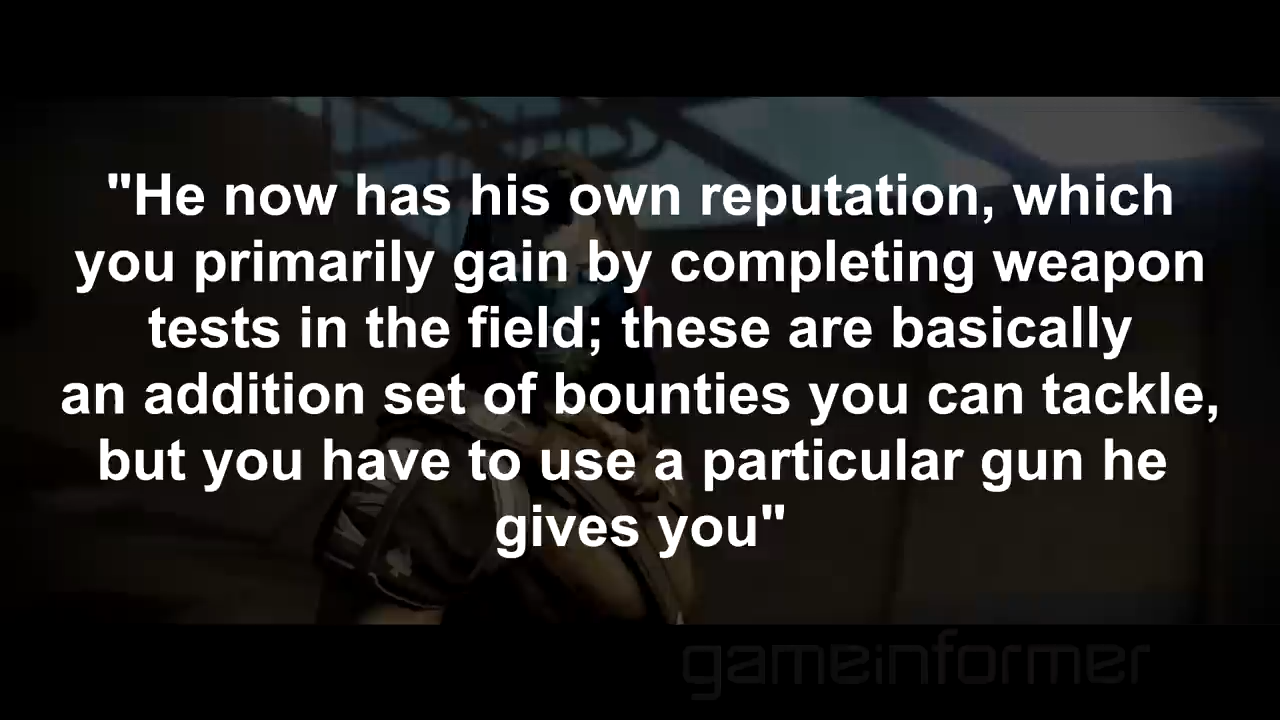 "He now has his own reputation, which
you primarily gain by completing weapon
tests in the field; these are basically
an addition set of bounties you can tackle,
but you have to use a particular gun he
gives you"
gameinformer